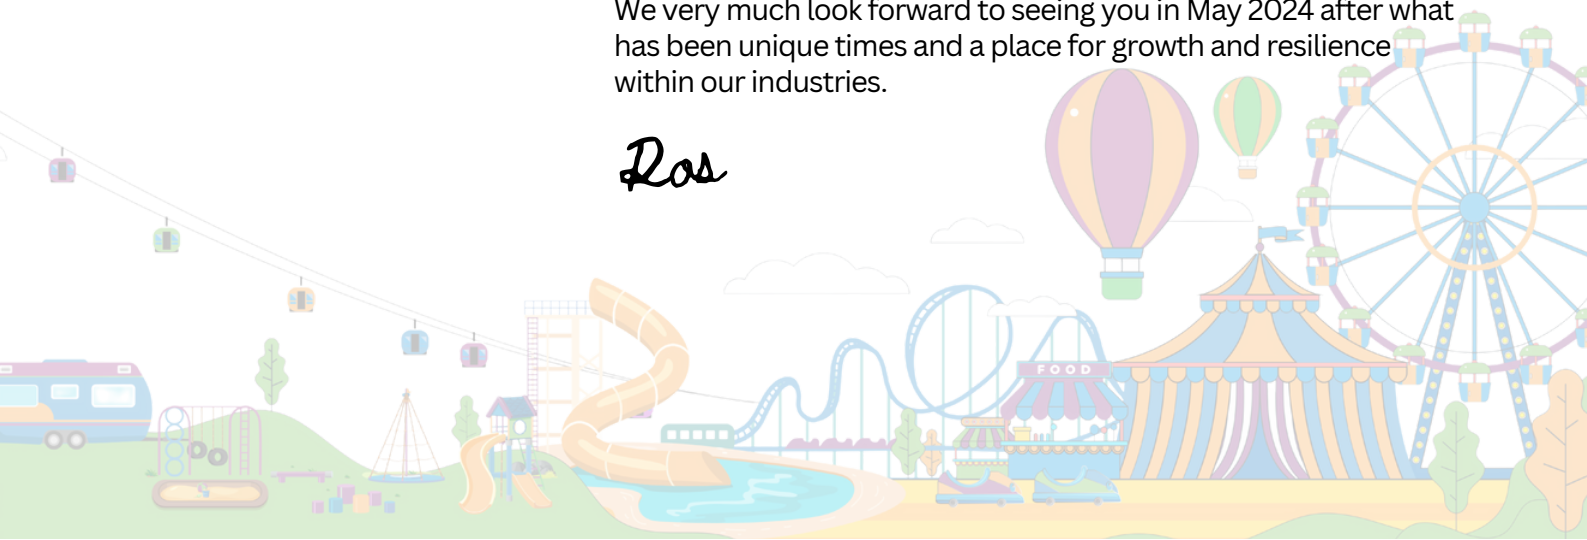 We very much look forward to seeing you in May 2024 after what
has been unique times and a place for growth and resilience
within our industries.
Ros
FOOD